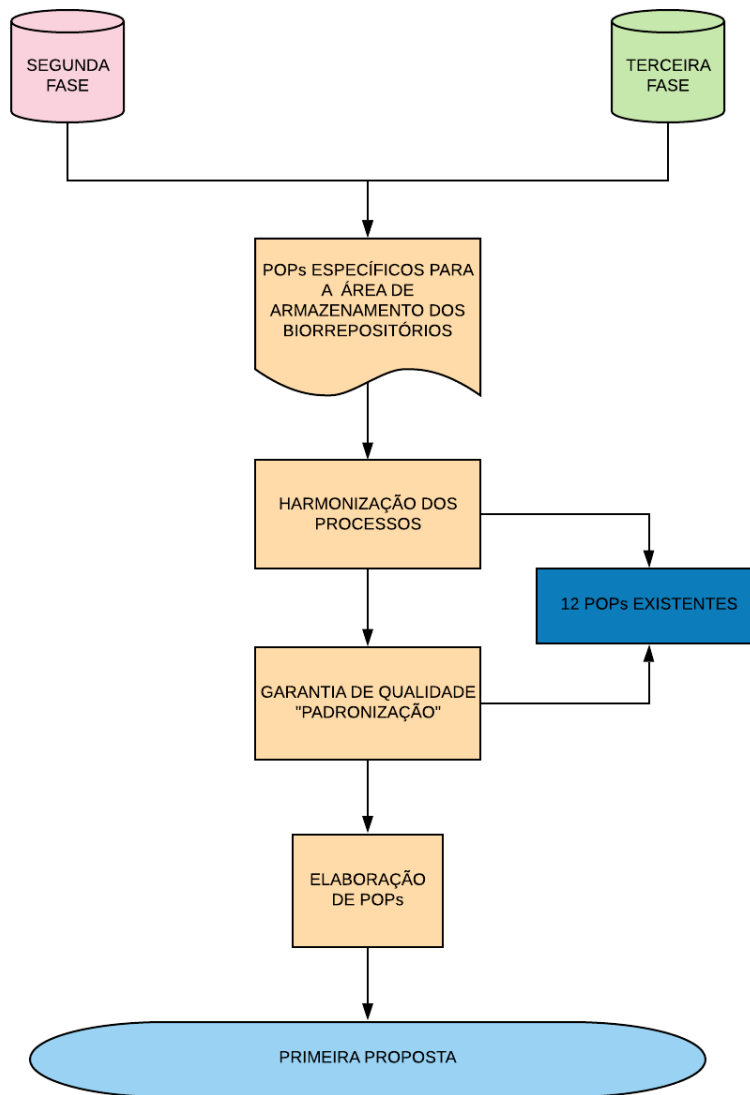 SEGUNDA
FASE
TERCEIRA
FASE
POPs ESPECÍFICOS PARA
A ÁREA DE
ARMAZENAMENTO DOS
BIORREPOSITÓRIOS
HARMONIZAÇÃO DOS
PROCESSOS
12 POPs EXISTENTES
GARANTIA DE QUALIDADE
"PADRONIZAÇÃO"
ELABORAÇÃO
DE POPs
PRIMEIRA PROPOSTA